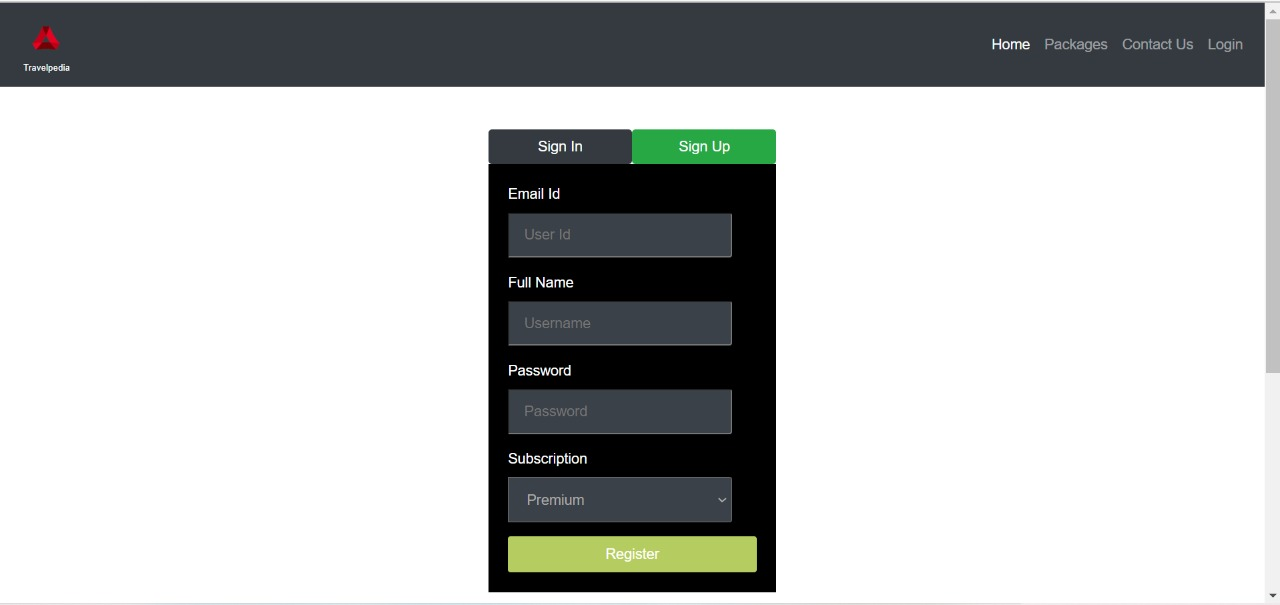 Travelpedia
Home Packages Contact Us Login
Sign In Sign Up
Email Id
User Id
Full Name
Username
Password
Password
Subscription
Premium
Register